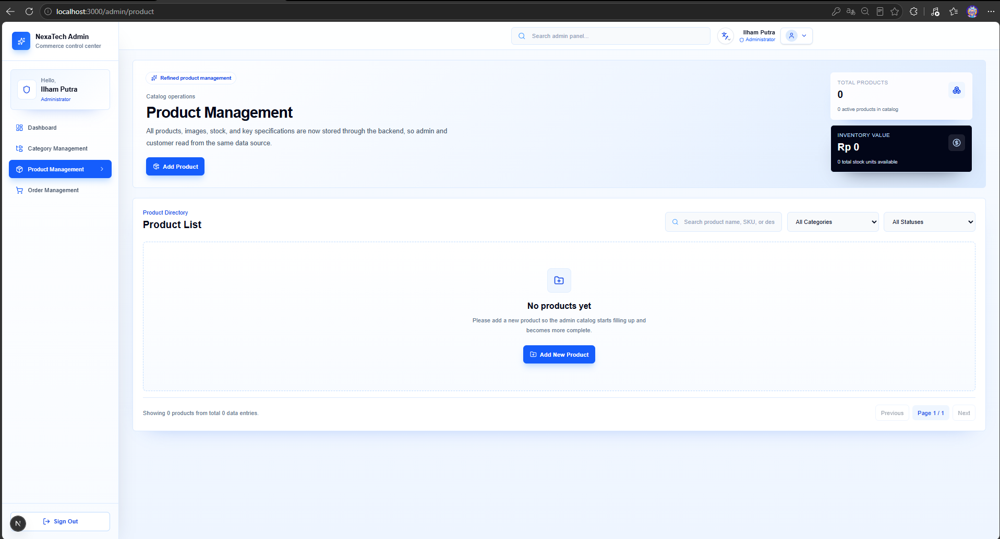 localhost:3000/admin/product
NexaTech Admin
Commerce control center
Search admin panel...
Ilham Putra
Administrator
Hello,
Ilham Putra
Administrator
Dashboard
Category Management
Product Management
Order Management
Sign Out
N
Refined product management
Catalog operations
Product Management
All products, images, stock, and key specifications are now stored through the backend, so admin and
customer read from the same data source.
Add Product
TOTAL PRODUCTS
0
0 active products in catalog
INVENTORY VALUE
Rp 0
0 total stock units available
Product Directory
Product List
Search product name, SKU, or des
All Categories
All Statuses
No products yet
Please add a new product so the admin catalog starts filling up and
becomes more complete.
Add New Product
Showing 0 products from total 0 data entries.
Previous
Page 1 / 1
Next